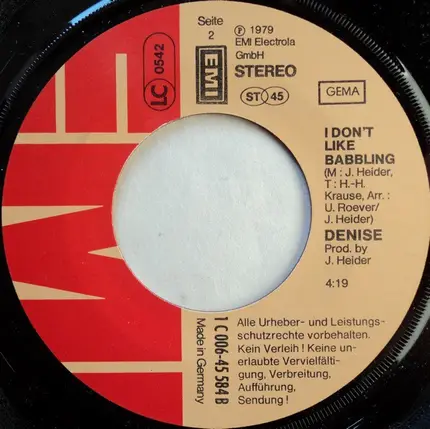 Seite
2
℗ 1979
EMI Electrola
GmbH
STEREO
LC 0542
EMI
ST 45
GEMA
I DON'T
LIKE
BABBLING
(M : J. Heider,
T : H.-H.
Krause, Arr. :
U. Roever/
J. Heider)
DENISE
Prod. by
J. Heider
4:19
1 C 006-45 584 B
Made in Germany
Alle Urheber- und Leistungs-
schutzrechte vorbehalten.
Kein Verleih ! Keine un-
erlaubte Vervielfälti-
gung, Verbreitung,
Aufführung,
Sendung !
EMI